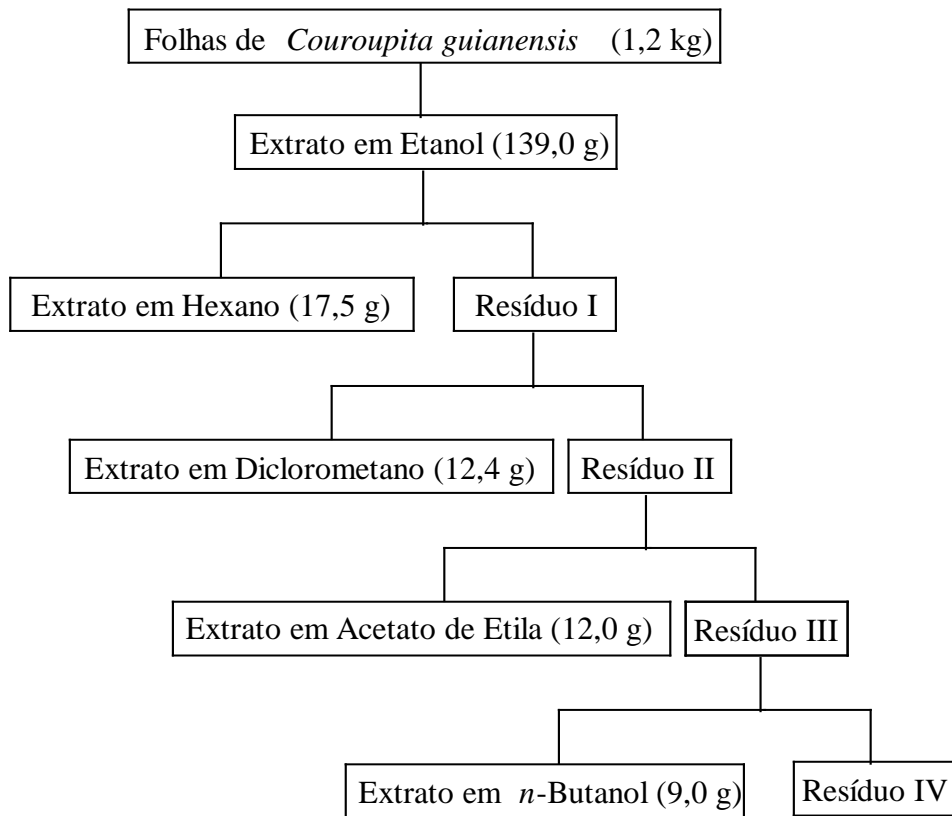 Folhas de Couroupita guianensis (1,2 kg)
Extrato em Etanol (139,0 g)
Extrato em Hexano (17,5 g)
Resíduo I
Extrato em Diclorometano (12,4 g)
Resíduo II
Extrato em Acetato de Etila (12,0 g)
Resíduo III
Extrato em n-Butanol (9,0 g)
Resíduo IV